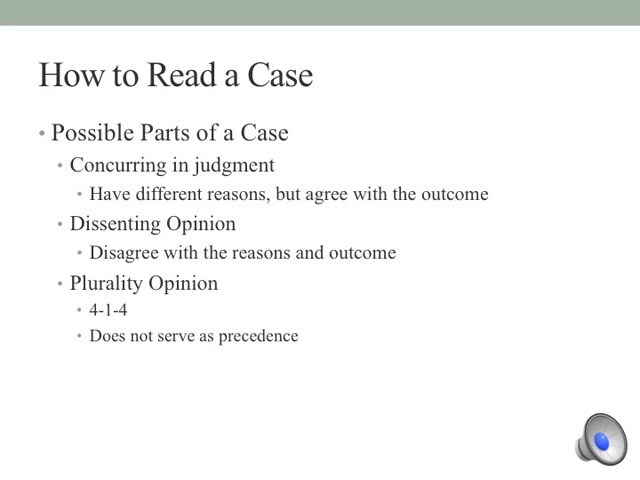 How to Read a Case
• Possible Parts of a Case
• Concurring in judgment
• Have different reasons, but agree with the outcome
• Dissenting Opinion
• Disagree with the reasons and outcome
• Plurality Opinion
• 4-1-4
• Does not serve as precedence